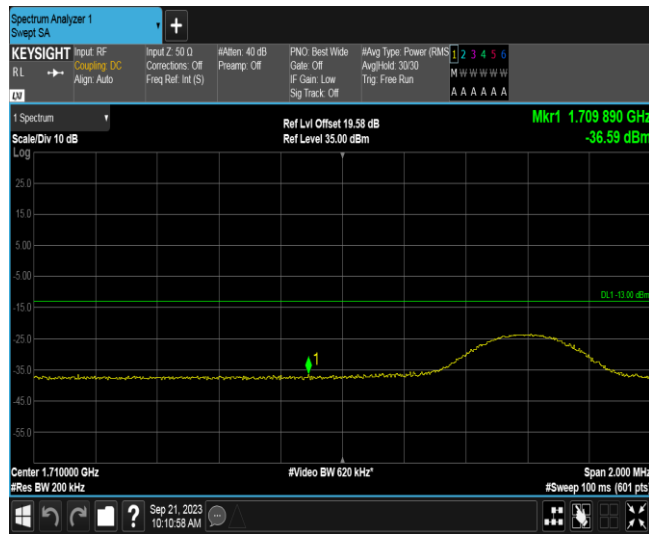 Spectrum Analyzer 1
Swept SA
+
KEYSIGHT
RL
LXI
Input: RF
Coupling: DC
Align: Auto
Input Z: 50 Ω
Corrections: Off
Freq Ref: Int (S)
#Atten: 40 dB
Preamp: Off
PNO: Best Wide
Gate: Off
IF Gain: Low
Sig Track: Off
#Avg Type: Power (RMS
Avg|Hold: 30/30
Trig: Free Run
1 2 3 4 5 6
M W W W W W
A A A A A A
1 Spectrum
Scale/Div 10 dB
Ref Lvl Offset 19.58 dB
Ref Level 35.00 dBm
Mkr1 1.709 890 GHz
-36.59 dBm
Log
25.0
15.0
5.00
-5.00
DL1 -13.00 dBm
-15.0
-25.0
1
-35.0
-45.0
-55.0
Center 1.710000 GHz
#Video BW 620 kHz*
Span 2.000 MHz
#Res BW 200 kHz
#Sweep 100 ms (601 pts
?
Sep 21, 2023
10:10:58 AM